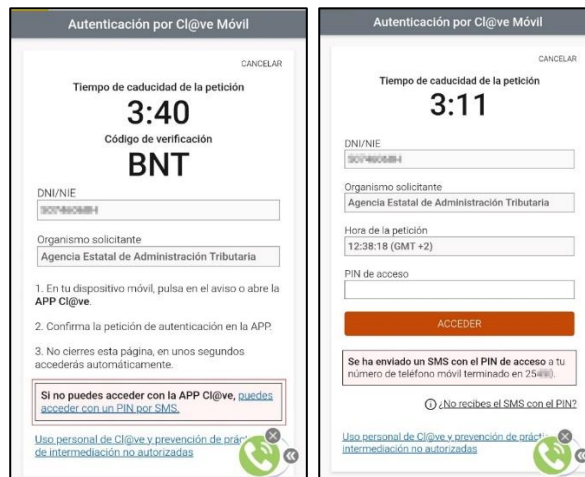 Autenticación por Cl@ve Móvil
CANCELAR
Tiempo de caducidad de la petición
3:40
Código de verificación
BNT
DNI/NIE
Organismo solicitante
Agencia Estatal de Administración Tributaria
1. En tu dispositivo móvil, pulsa en el aviso o abre la
APP Cl@ve.
2. Confirma la petición de autenticación en la APP.
3. No cierres esta página, en unos segundos
accederás automáticamente.
Si no puedes acceder con la APP Cl@ve, puedes
acceder con un PIN por SMS.
Uso personal de Cl@ve y prevención de
de intermediación no autorizadas
Autenticación por Cl@ve Móvil
CANCELAR
Tiempo de caducidad de la petición
3:11
DNI/NIE
Organismo solicitante
Agencia Estatal de Administración Tributaria
Hora de la petición
12:38:18 (GMT +2)
PIN de acceso
ACCEDER
Se ha enviado un SMS con el PIN de acceso a tu
número de teléfono móvil terminado en 25
¿No recibes el SMS con el PIN?
Uso personal de Cl@ve y prevención de
intermediación no autorizadas